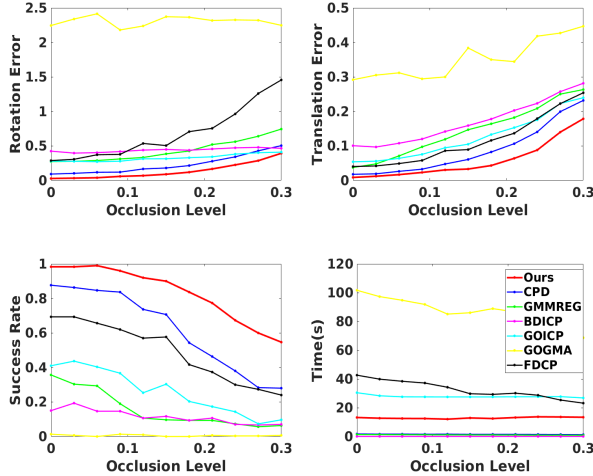 2.5
2
1.5
1
0.5
0
0
0.1
0.2
0.3
Rotation Error
Occlusion Level
0.5
0.4
0.3
0.2
0.1
0
0
0.1
0.2
0.3
Translation Error
Occlusion Level
1
0.8
0.6
0.4
0.2
0
0
0.1
0.2
0.3
Success Rate
Occlusion Level
120
100
80
60
40
20
0
0
0.1
0.2
0.3
Time(s)
Occlusion Level
Ours
CPD
GMMREG
BDICP
GOICP
GOGMA
FDCP